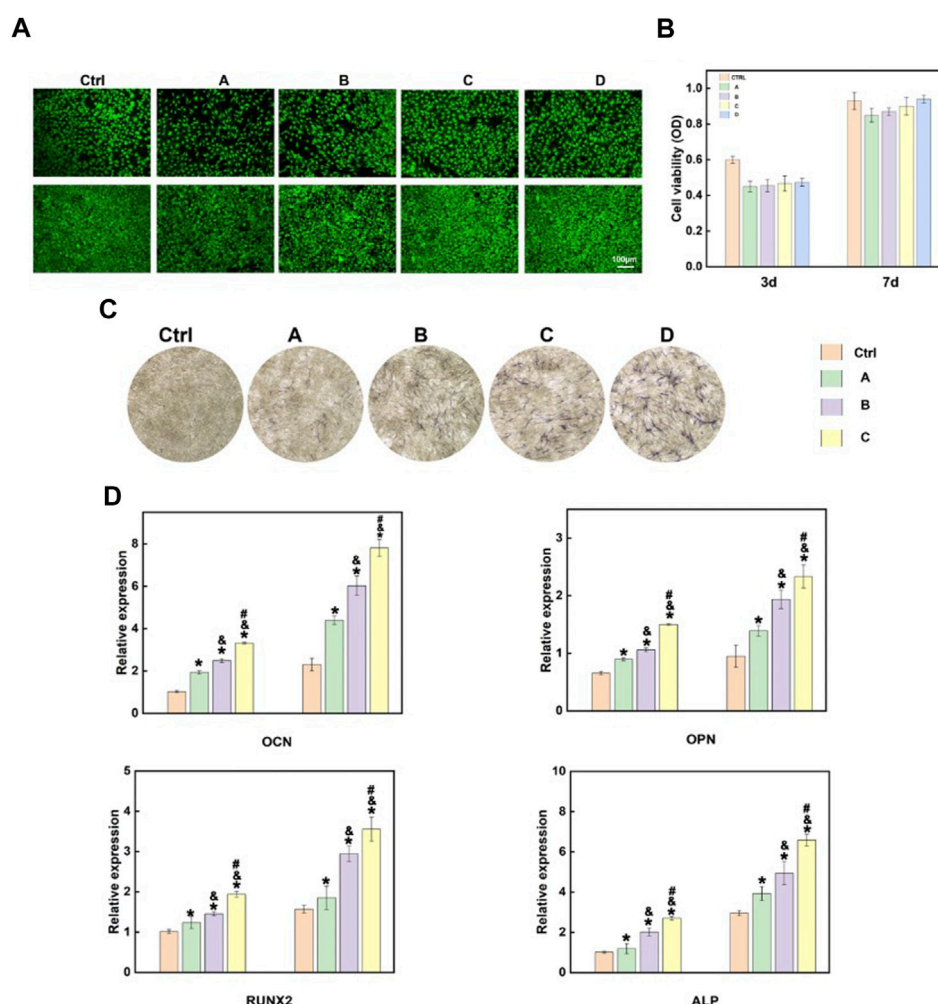 A
Ctrl A B C D
100μm
B
CTRL
A
B
C
D
Cell viability (OD)
1.0
0.8
0.6
0.4
0.2
0.0
3d 7d
C
Ctrl A B C D
Ctrl
A
B
C
D
Relative expression
8
6
4
2
0
* & * # & * * & * # & *
OCN
Relative expression
3
2
1
0
* & * # & * * & * # & *
OPN
Relative expression
5
4
3
2
1
0
* & * # & * * & * # & *
RUNX2
Relative expression
10
8
6
4
2
0
* & * # & * * & * # & *
ALP